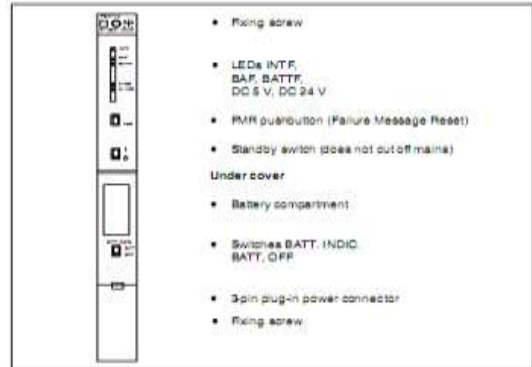 • Fixing screw
• LEDs INTF,
BAF, BATTF,
DC 5 V, DC 24 V
• FMR pushbutton (Failure Message Reset)
• Standby switch (does not cut off mains)
Under cover
• Battery compartment
• Switches BATT. INDIC.
BATT, OFF
• 3-pin plug-in power connector
• Fixing screw